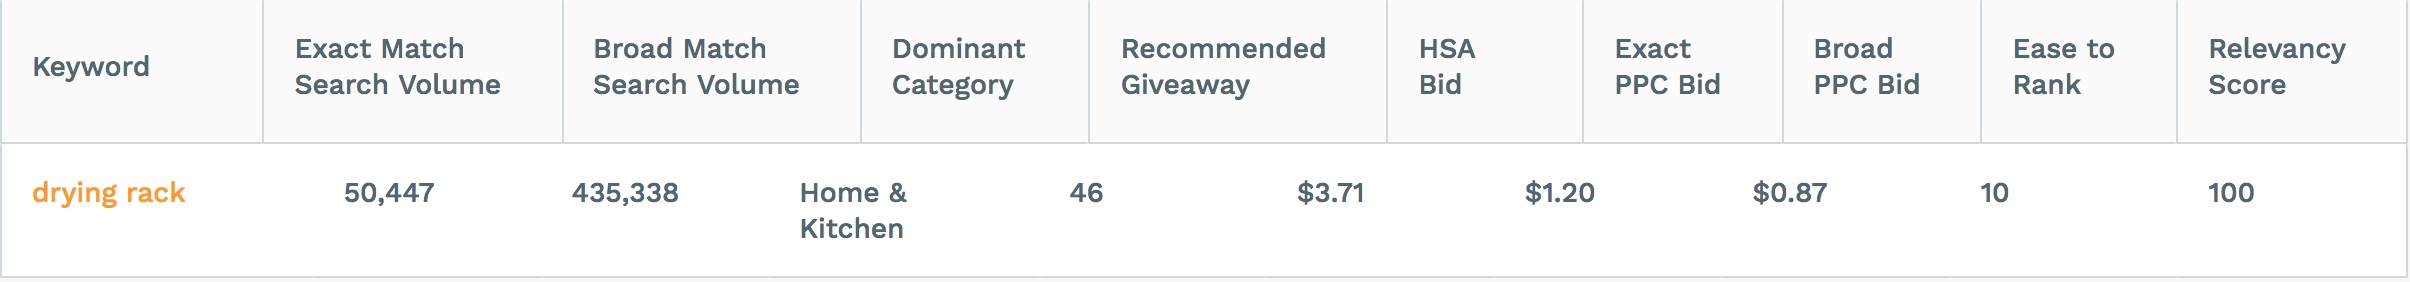 Keyword
Exact Match
Search Volume
Broad Match
Search Volume
Dominant
Category
Recommended
Giveaway
HSA
Bid
Exact
PPC Bid
Broad
PPC Bid
Ease to
Rank
Relevancy
Score
drying rack
50,447
435,338
Home &
Kitchen
46
$3.71
$1.20
$0.87
10
100